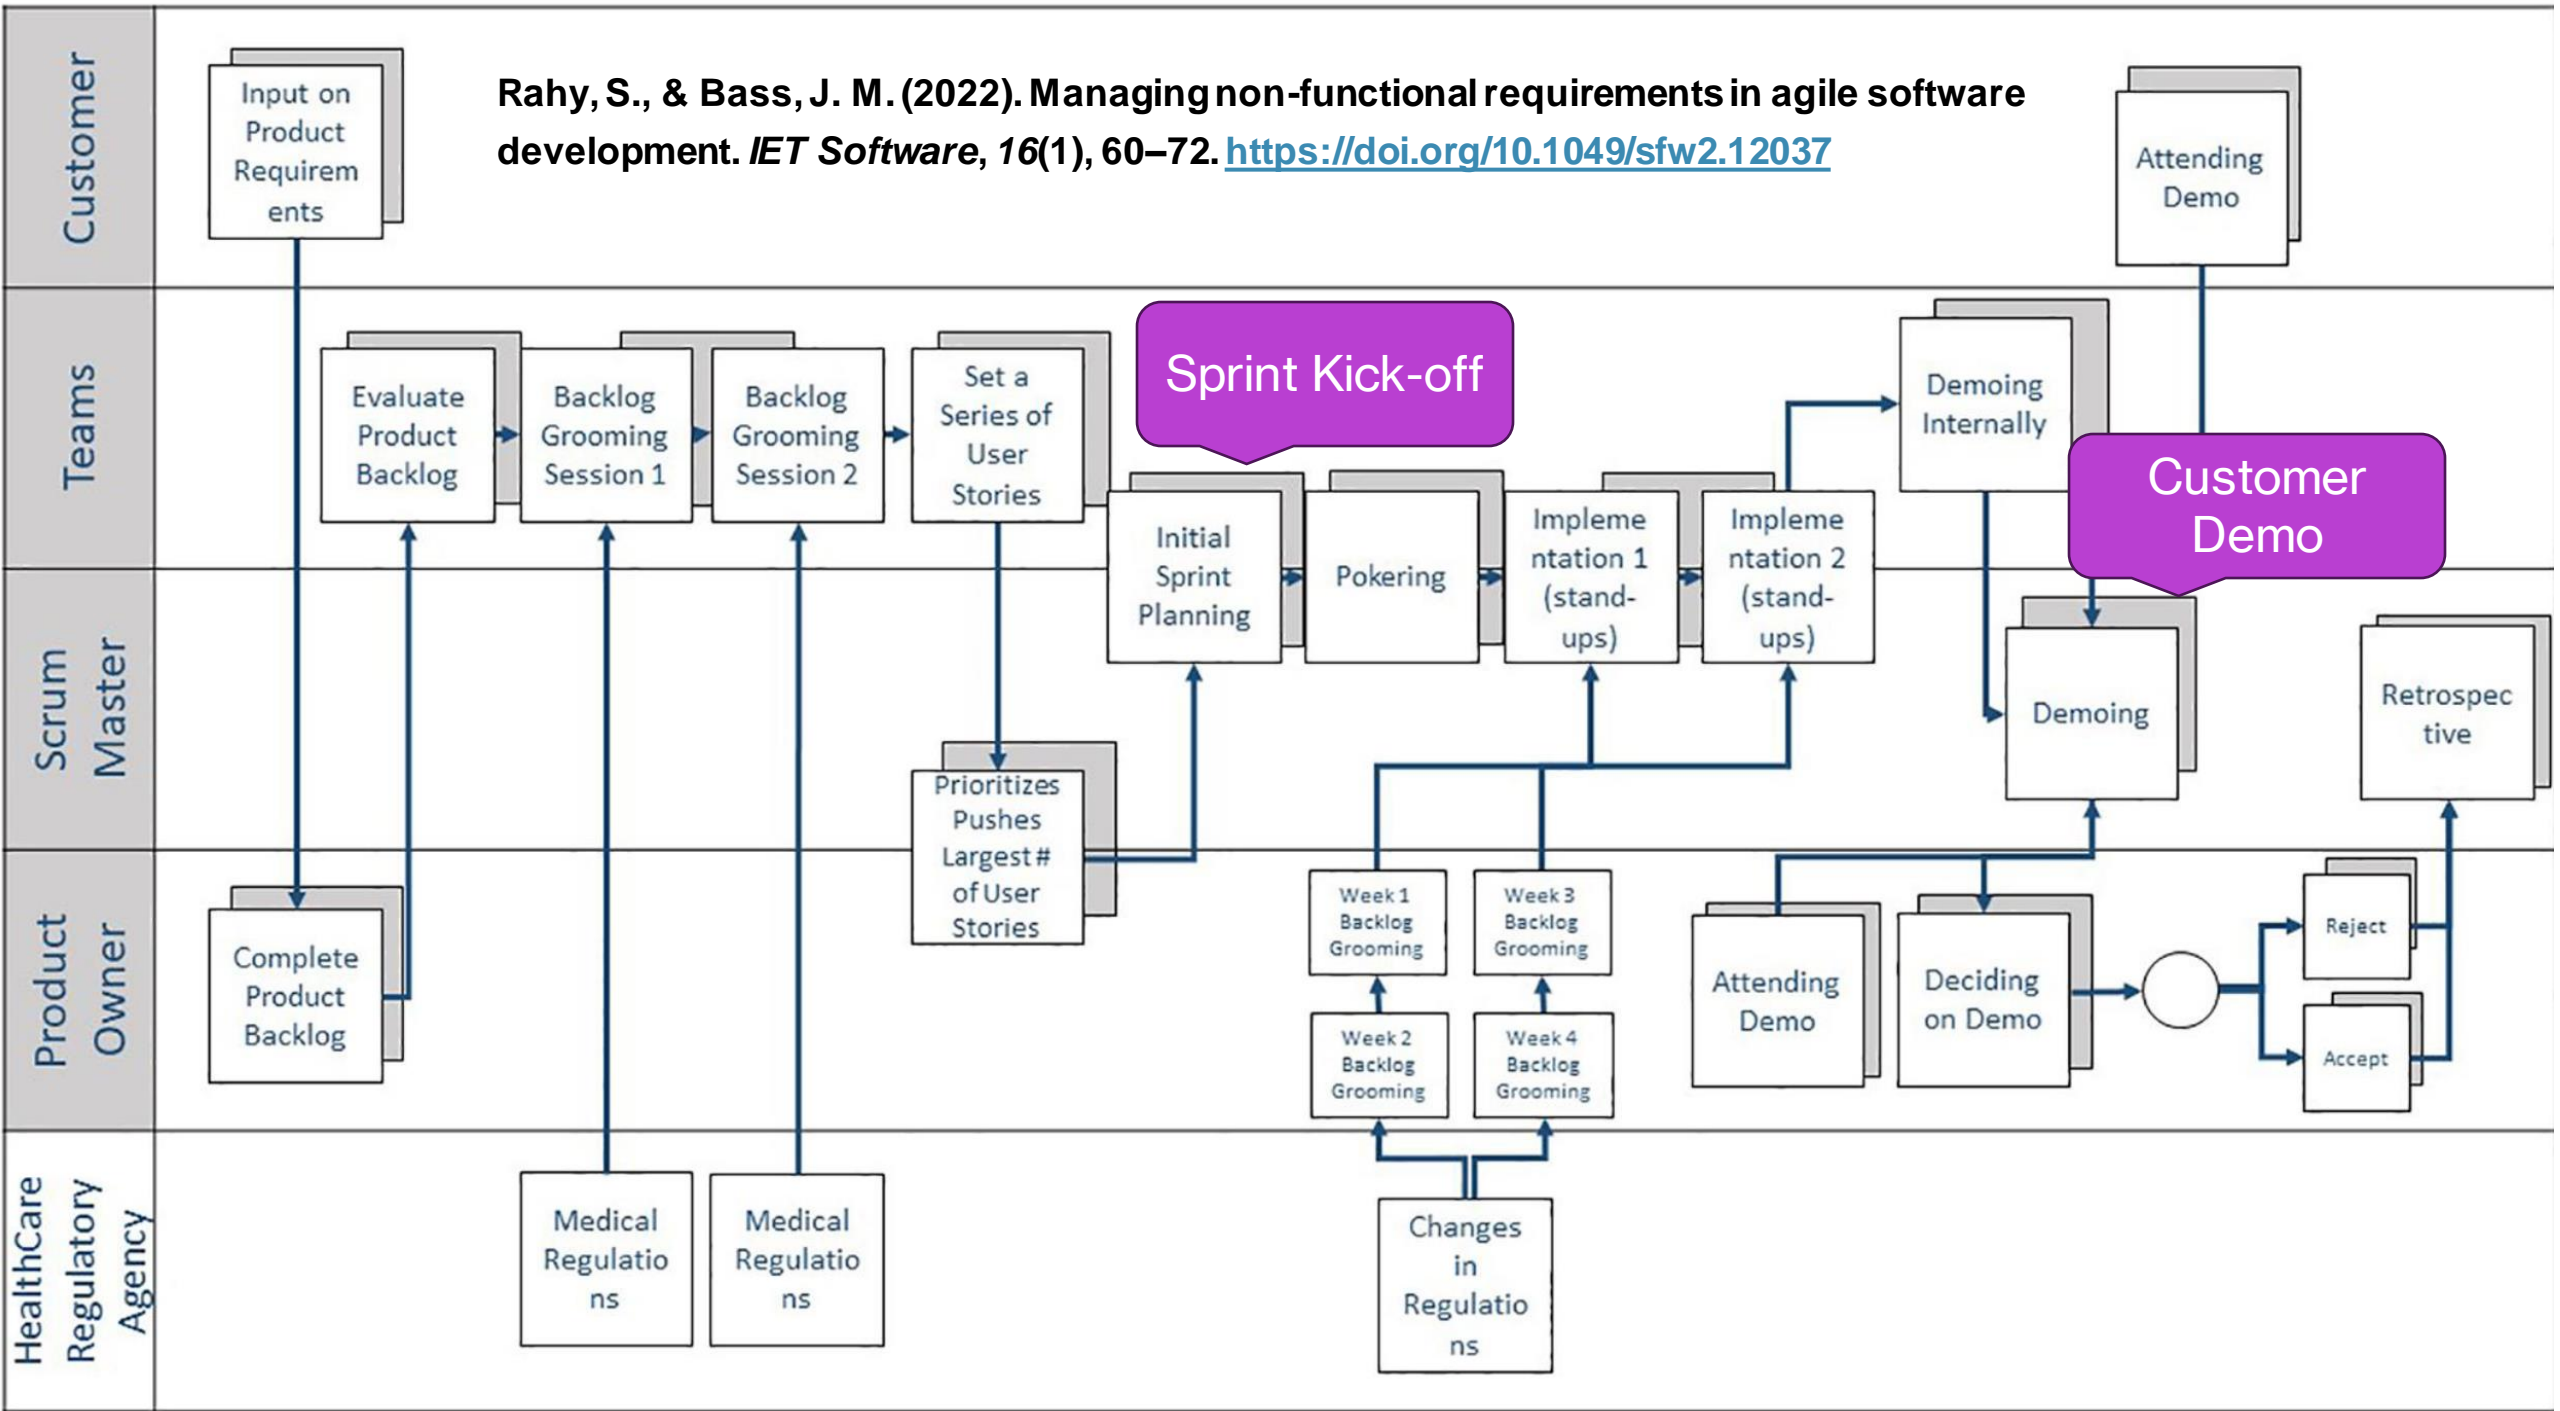 Customer
Input on
Product
Requirem
ents
Rahy, S., & Bass, J. M. (2022). Managing non-functional requirements in agile software
development. IET Software, 16(1), 60–72. https://doi.org/10.1049/sfw2.12037
Attending
Demo
Teams
Evaluate
Product
Backlog
Backlog
Grooming
Session 1
Backlog
Grooming
Session 2
Set a
Series of
User
Stories
Sprint Kick-off
Initial
Sprint
Planning
Pokering
Impleme
ntation 1
(stand-
ups)
Impleme
ntation 2
(stand-
ups)
Demoing
Internally
Customer
Demo
Scrum
Master
Prioritizes
Pushes
Largest #
of User
Stories
Demoing
Retrospec
tive
Product
Owner
Complete
Product
Backlog
Week 1
Backlog
Grooming
Week 3
Backlog
Grooming
Week 2
Backlog
Grooming
Week 4
Backlog
Grooming
Attending
Demo
Deciding
on Demo
Reject
Accept
HealthCare
Regulatory
Agency
Medical
Regulatio
ns
Medical
Regulatio
ns
Changes
in
Regulatio
ns